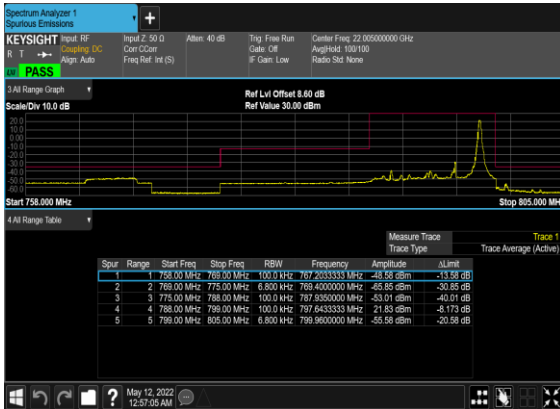 Spectrum Analyzer 1
Spurious Emissions
+
KEYSIGHT Input: RF Input Z: 50 Ω Atten: 40 dB Trig: Free Run Center Freq: 22.005000000 GHz
R T Coupling: DC Corr CCorr Gate: Off Avg|Hold: 100/100
Align: Auto Freq Ref: Int (S) IF Gain: Low Radio Std: None
PASS
3 All Range Graph
Ref Lvl Offset 8.60 dB
Scale/Div 10.0 dB Ref Value 30.00 dBm
20.0
10.0
0.00
-10.0
-20.0
-30.0
-40.0
-50.0
-60.0
Start 758.000 MHz Stop 805.000 MH
4 All Range Table
Measure Trace Trace 1
Trace Type Trace Average (Active)
Spur Range Start Freq Stop Freq RBW Frequency Amplitude ΔLimit
1 1 758.00 MHz 769.00 MHz 100.0 kHz 767.2033333 MHz -48.58 dBm -13.58 dB
2 2 769.00 MHz 775.00 MHz 6.800 kHz 769.4000000 MHz -65.85 dBm -30.85 dB
3 3 775.00 MHz 788.00 MHz 100.0 kHz 787.9350000 MHz -53.01 dBm -40.01 dB
4 4 788.00 MHz 799.00 MHz 100.0 kHz 797.6433333 MHz 21.83 dBm -8.173 dB
5 5 799.00 MHz 805.00 MHz 6.800 kHz 799.9600000 MHz -55.58 dBm -20.58 dB
? May 12, 2022
12:57:05 AM